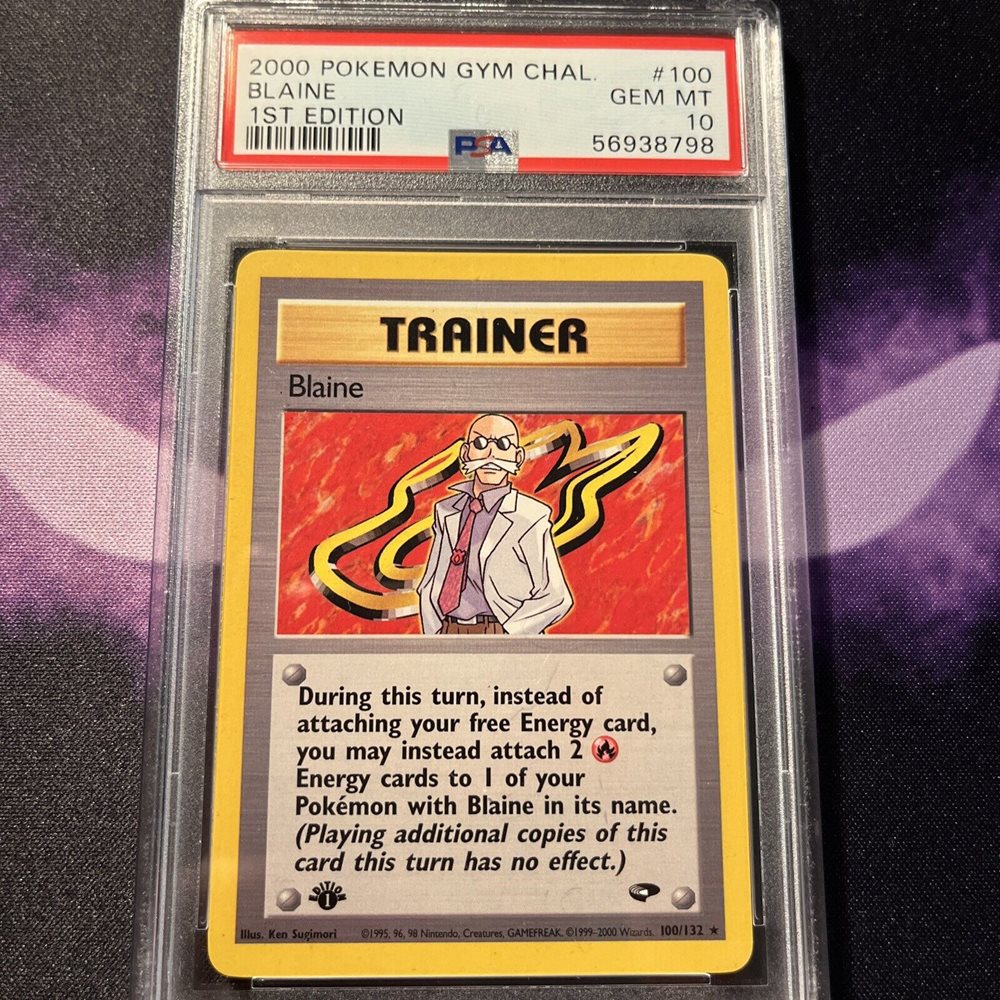 2000 POKEMON GYM CHAL. #100
BLAINE GEM MT
1ST EDITION 10
PSA 56938798
TRAINER
Blaine
During this turn, instead of
attaching your free Energy card,
you may instead attach 2
Energy cards to 1 of your
Pokémon with Blaine in its name.
(Playing additional copies of this
card this turn has no effect.)
EDITION
1
Illus. Ken Sugimori ©1995, 96, 98 Nintendo, Creatures, GAMEFREAK. ©1999-2000 Wizards. 100/132 ★